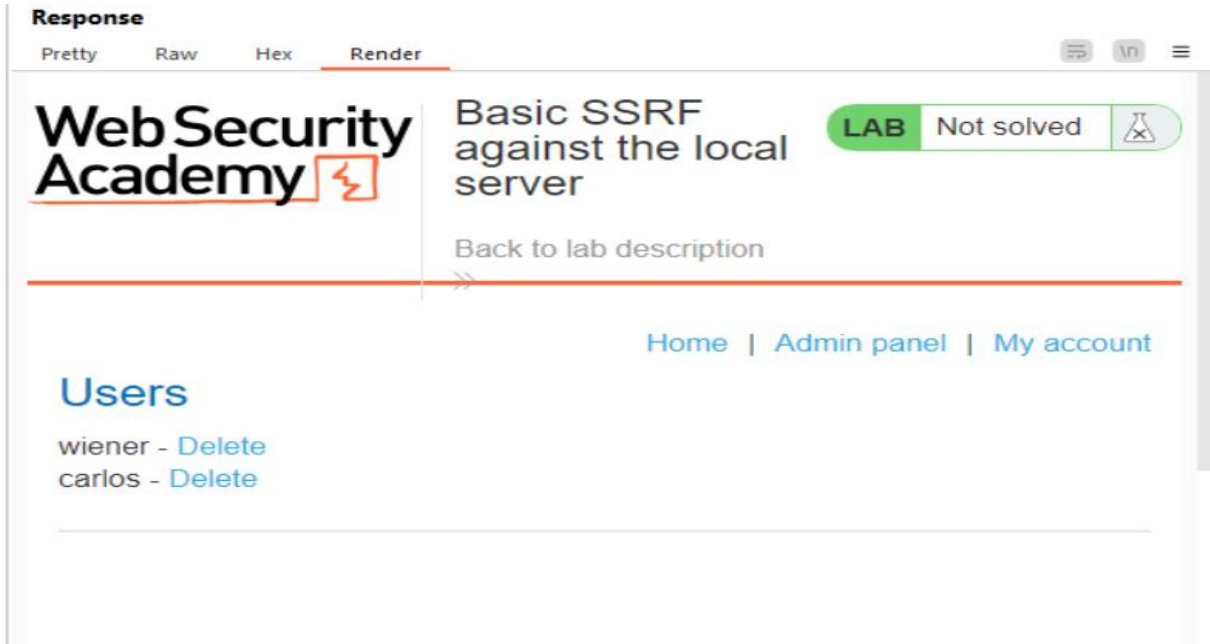 Response
Pretty Raw Hex Render \n
Web Security
Academy
Basic SSRF
against the local
server
LAB Not solved
Back to lab description
Home | Admin panel | My account
Users
wiener - Delete
carlos - Delete